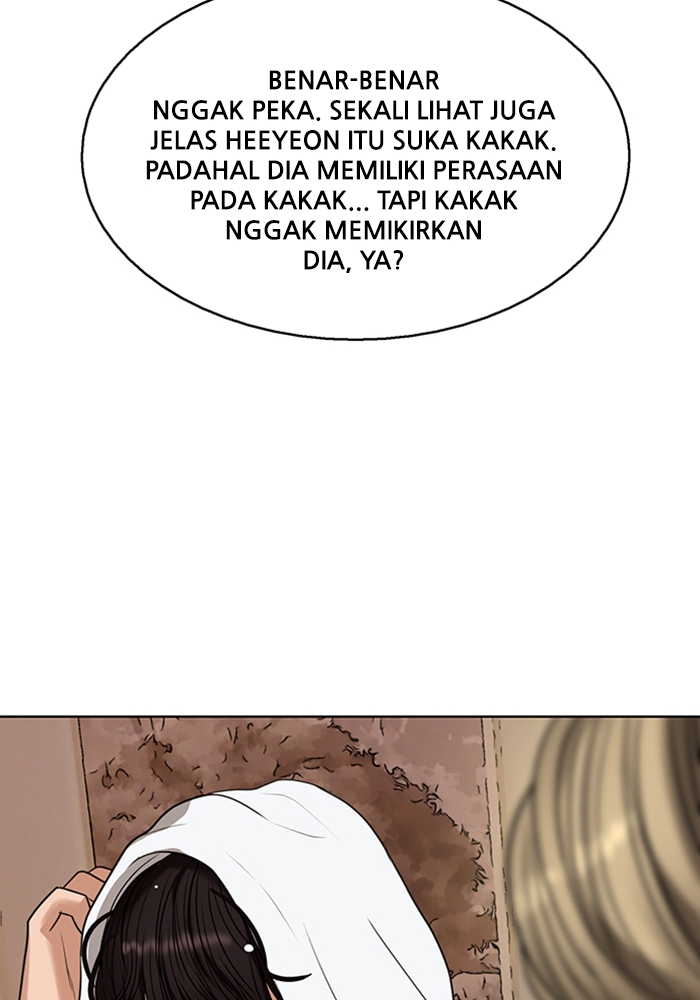 BENAR-BENAR
NGGAK PEKA. SEKALI LIHAT JUGA
JELAS HEEYEON ITU SUKA KAKAK.
PADAHAL DIA MEMILIKI PERASAAN
PADA KAKAK... TAPI KAKAK
NGGAK MEMIKIRKAN
DIA, YA?